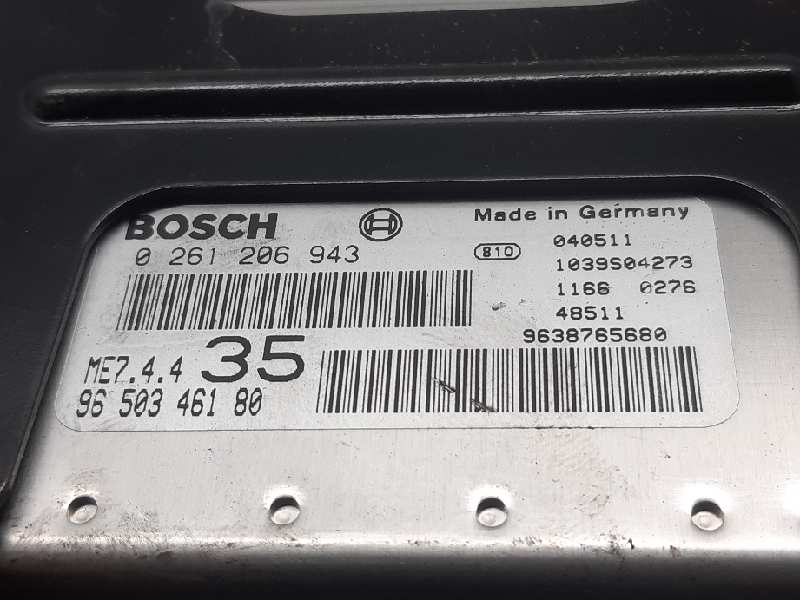 BOSCH
Made in Germany
0 261 206 943
810
040511
1039S04273
1166 0276
48511
9638765680
ME7.4.4 35
96 503 461 80